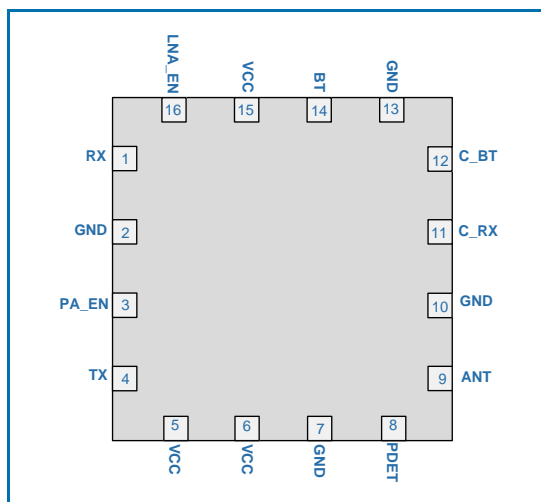 LNA_EN
VCC
BT
GND
16
15
14
13
RX
1
12
C_BT
GND
2
11
C_RX
PA_EN
3
10
GND
TX
4
9
ANT
5
6
7
8
VCC
VCC
GND
PDET